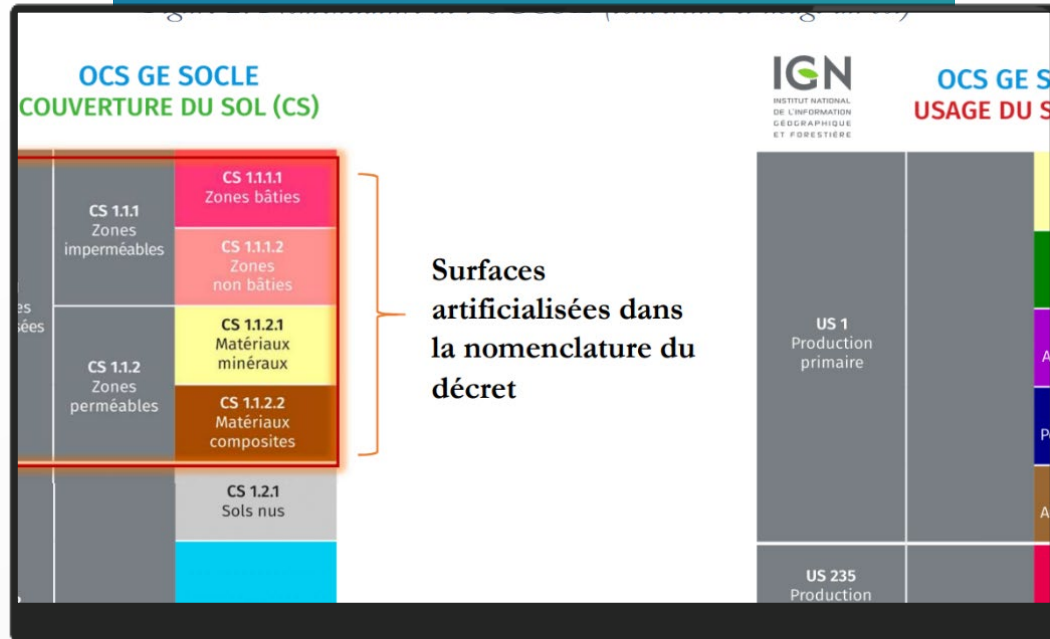 OCS GE SOCLE
COUVERTURE DU SOL (CS)
CS 1.1.1
Zones
imperméables
CS 1.1.2
Zones
perméables
CS 1.1.1.1
Zones bâties
CS 1.1.1.2
Zones
non bâties
CS 1.1.2.1
Matériaux
minéraux
CS 1.1.2.2
Matériaux
composites
CS 1.2.1
Sols nus
Surfaces
artificialisées dans
la nomenclature du
décret
IGN
INSTITUT NATIONAL
DE L'INFORMATION
GÉOGRAPHIQUE
ET FORESTIÈRE
OCS GE S
USAGE DU S
US 1
Production
primaire
US 235
Production